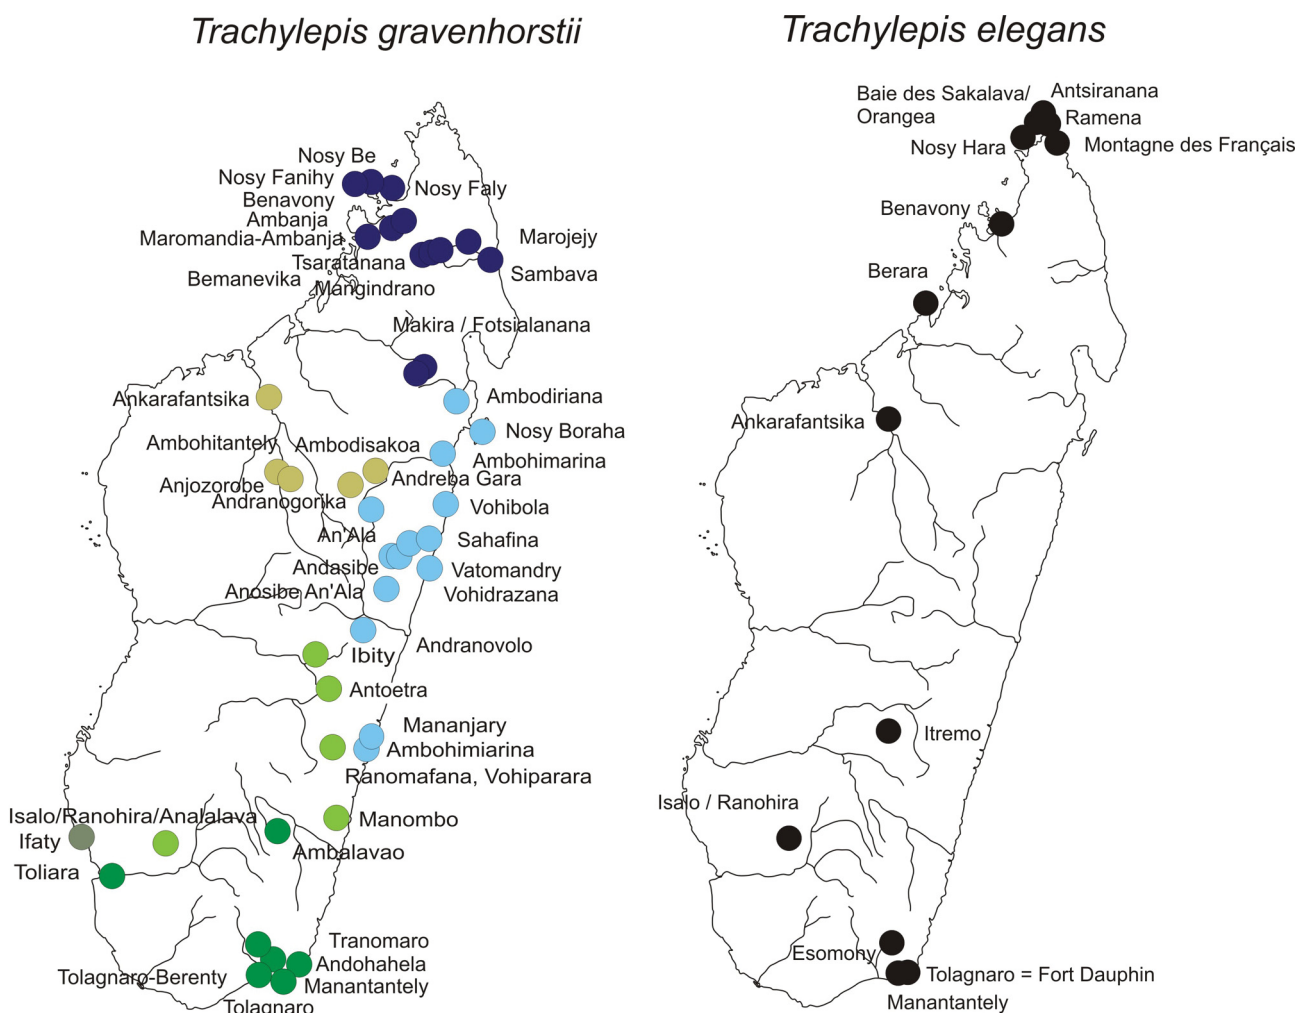 Trachylepis gravenhorstii
Nosy Be
Nosy Fanihy
Nosy Faly
Benavony
Ambanja
Maromandia-Ambanja
Marojejy
Tsaratanana
Sambava
Bemanevika
Mangindrano
Makira / Fotsialanana
Ankarafantsika
Ambodiriana
Nosy Boraha
Ambohitantely
Ambodisakoa
Ambohimarina
Anjozorobe
Andreba Gara
Andranogorika
Vohibola
An'Ala
Sahafina
Andasibe
Vatomandry
Anosibe An'Ala
Vohidrazana
Andranovolo
Ibity
Antoetra
Mananjary
Ambohimiarina
Ranomafana, Vohiparara
Isalo/Ranohira/Analalava
Manombo
Ifaty
Ambalavao
Toliara
Tranomaro
Andohahela
Tolagnaro-Berenty
Manantantely
Tolagnaro
Trachylepis elegans
Baie des Sakalava/
Orangea
Antsiranana
Ramena
Nosy Hara
Montagne des Français
Benavony
Berara
Ankarafantsika
Itremo
Isalo / Ranohira
Esomony
Tolagnaro = Fort Dauphin
Manantantely